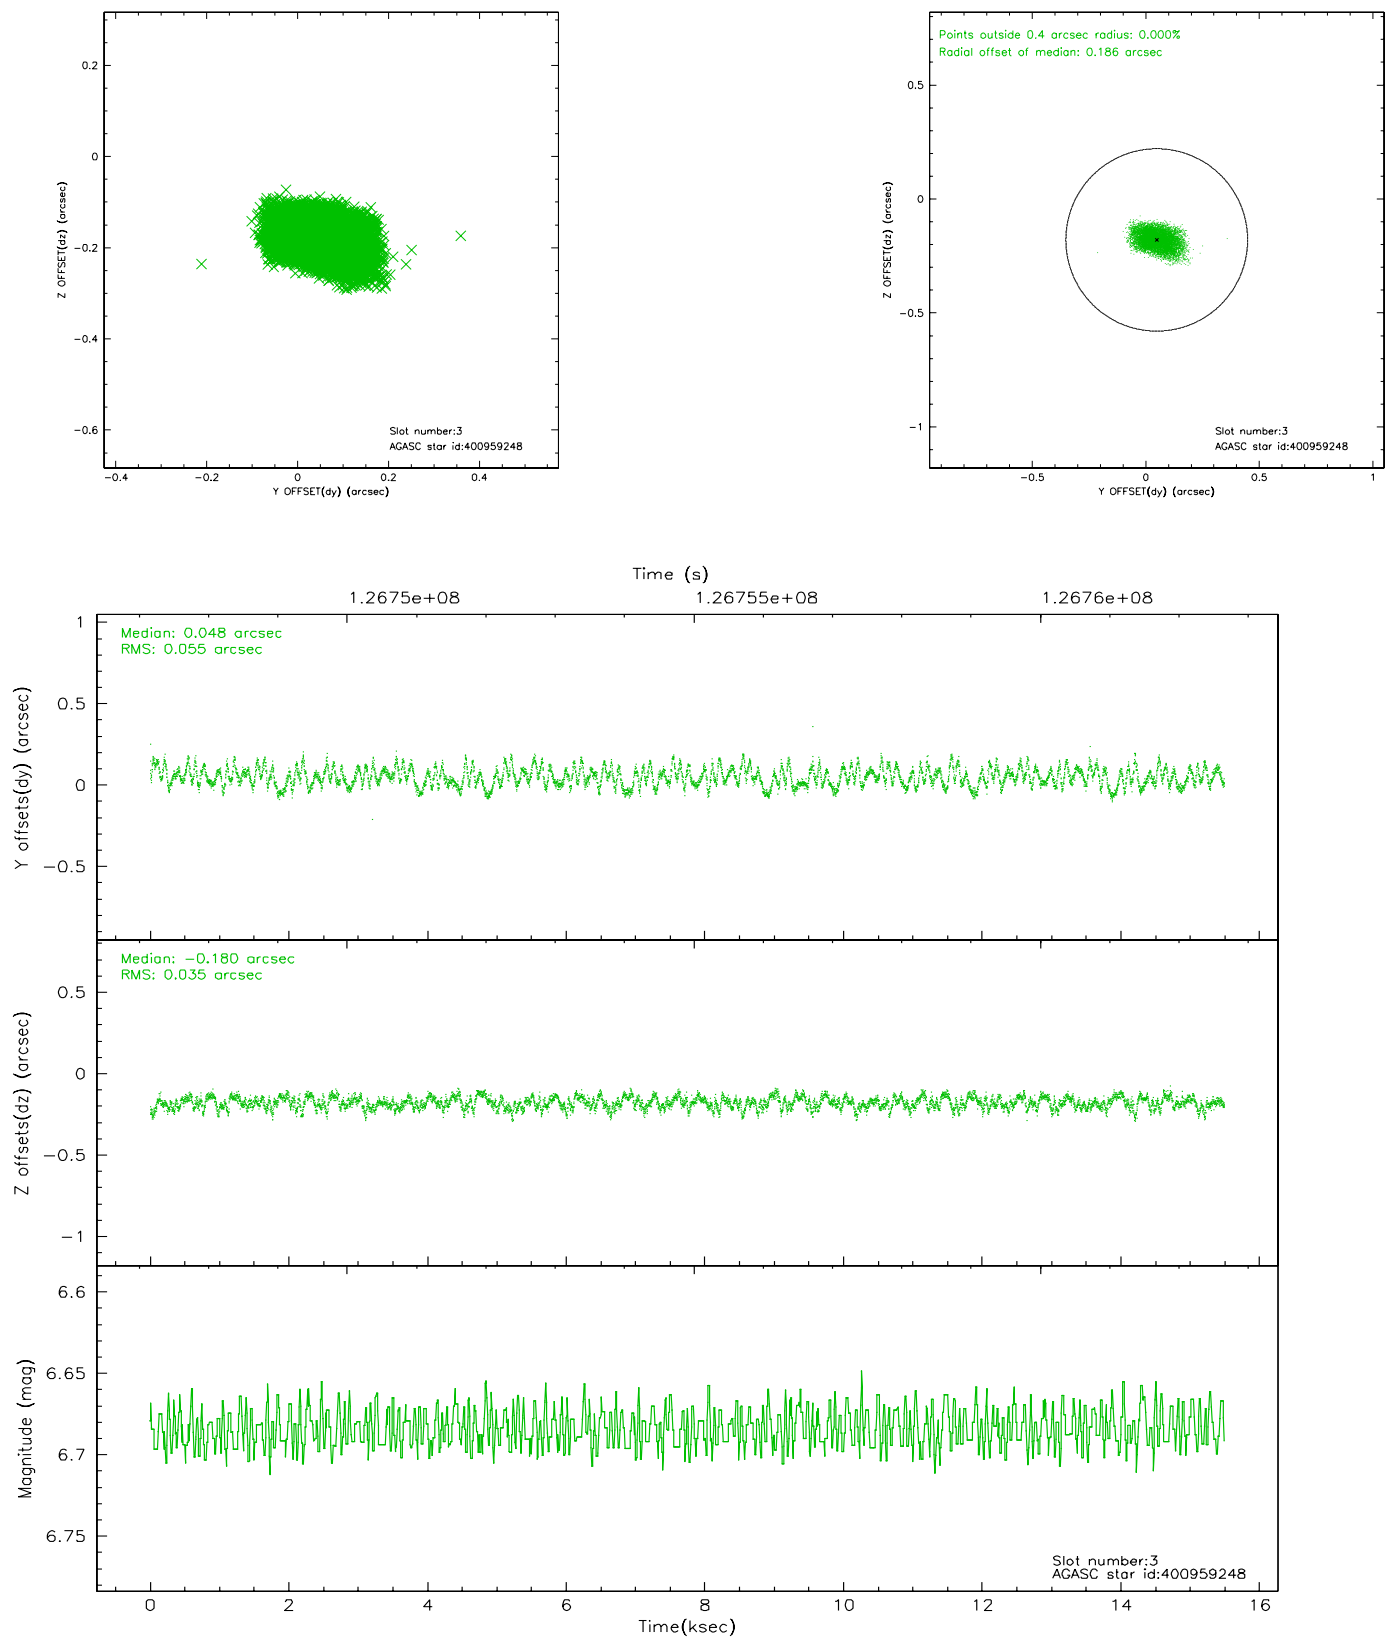 0.2
0
−0.2
−0.4
−0.6
Z OFFSET(dz) (arcsec)
Slot number:3
AGASC star id:400959248
−0.4
−0.2
0
0.2
0.4
Y OFFSET(dy) (arcsec)
Points outside 0.4 arcsec radius: 0.000%
Radial offset of median: 0.186 arcsec
0.5
0
−0.5
−1
Z OFFSET(dz) (arcsec)
Slot number:3
AGASC star id:400959248
−0.5
0
0.5
1
Y OFFSET(dy) (arcsec)
Time (s)
1.2675e+08
1.26755e+08
1.2676e+08
Median: 0.048 arcsec
RMS: 0.055 arcsec
1
0.5
0
−0.5
Y offsets(dy) (arcsec)
Median: −0.180 arcsec
RMS: 0.035 arcsec
0.5
0
−0.5
−1
Z offsets(dz) (arcsec)
6.6
6.65
6.7
6.75
Magnitude (mag)
Slot number:3
AGASC star id:400959248
0
2
4
6
8
10
12
14
16
Time(ksec)